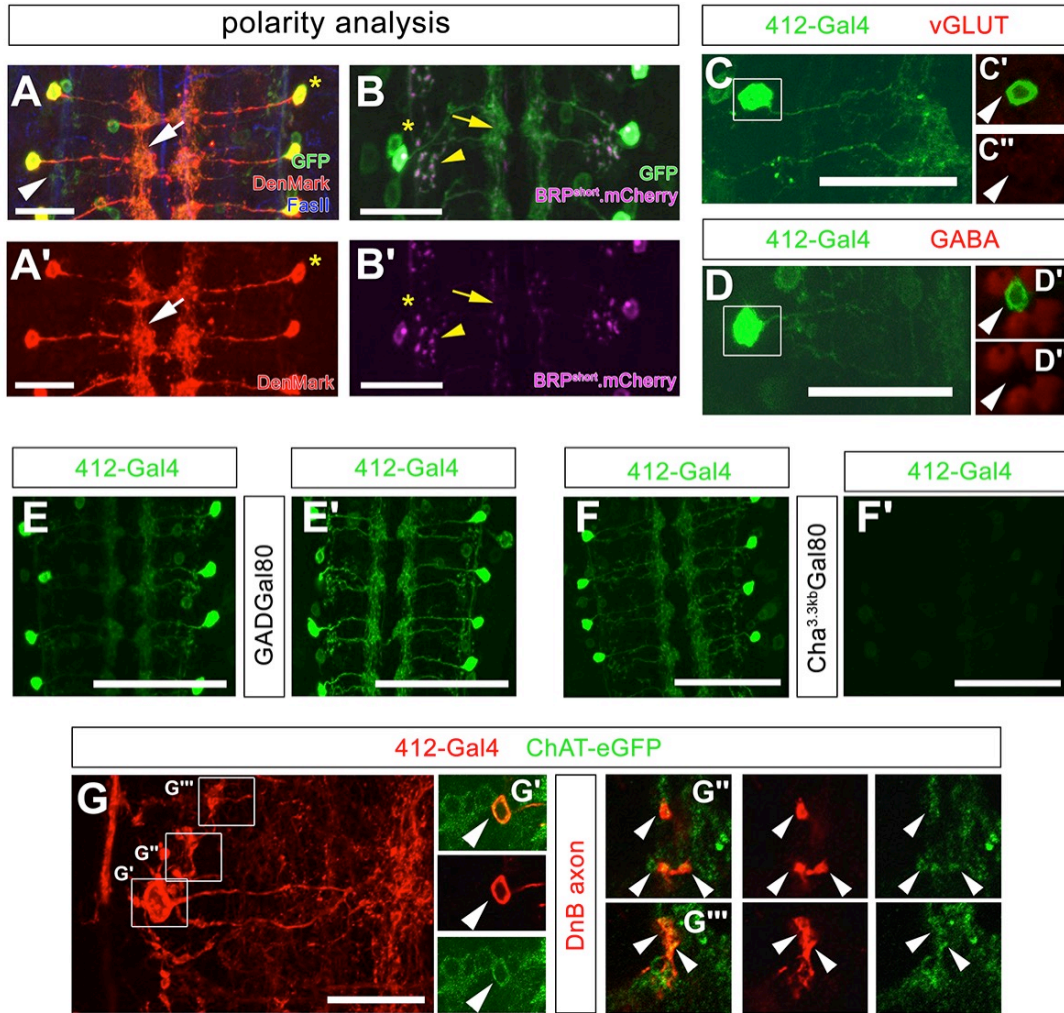 polarity analysis
412-Gal4 vGLUT
A
*
GFP
DenMark
FasII
B
*
GFP
BRPshort.mCherry
C
C'
C"
A'
*
DenMark
B'
*
BRPshort.mCherry
412-Gal4 GABA
D
D'
D'
412-Gal4
412-Gal4
412-Gal4
412-Gal4
E
GADGal80
E'
F
Cha3.3kbGal80
F'
412-Gal4 ChAT-eGFP
G
G'''
G"
G'
G'
DnB axon
G"
G'''